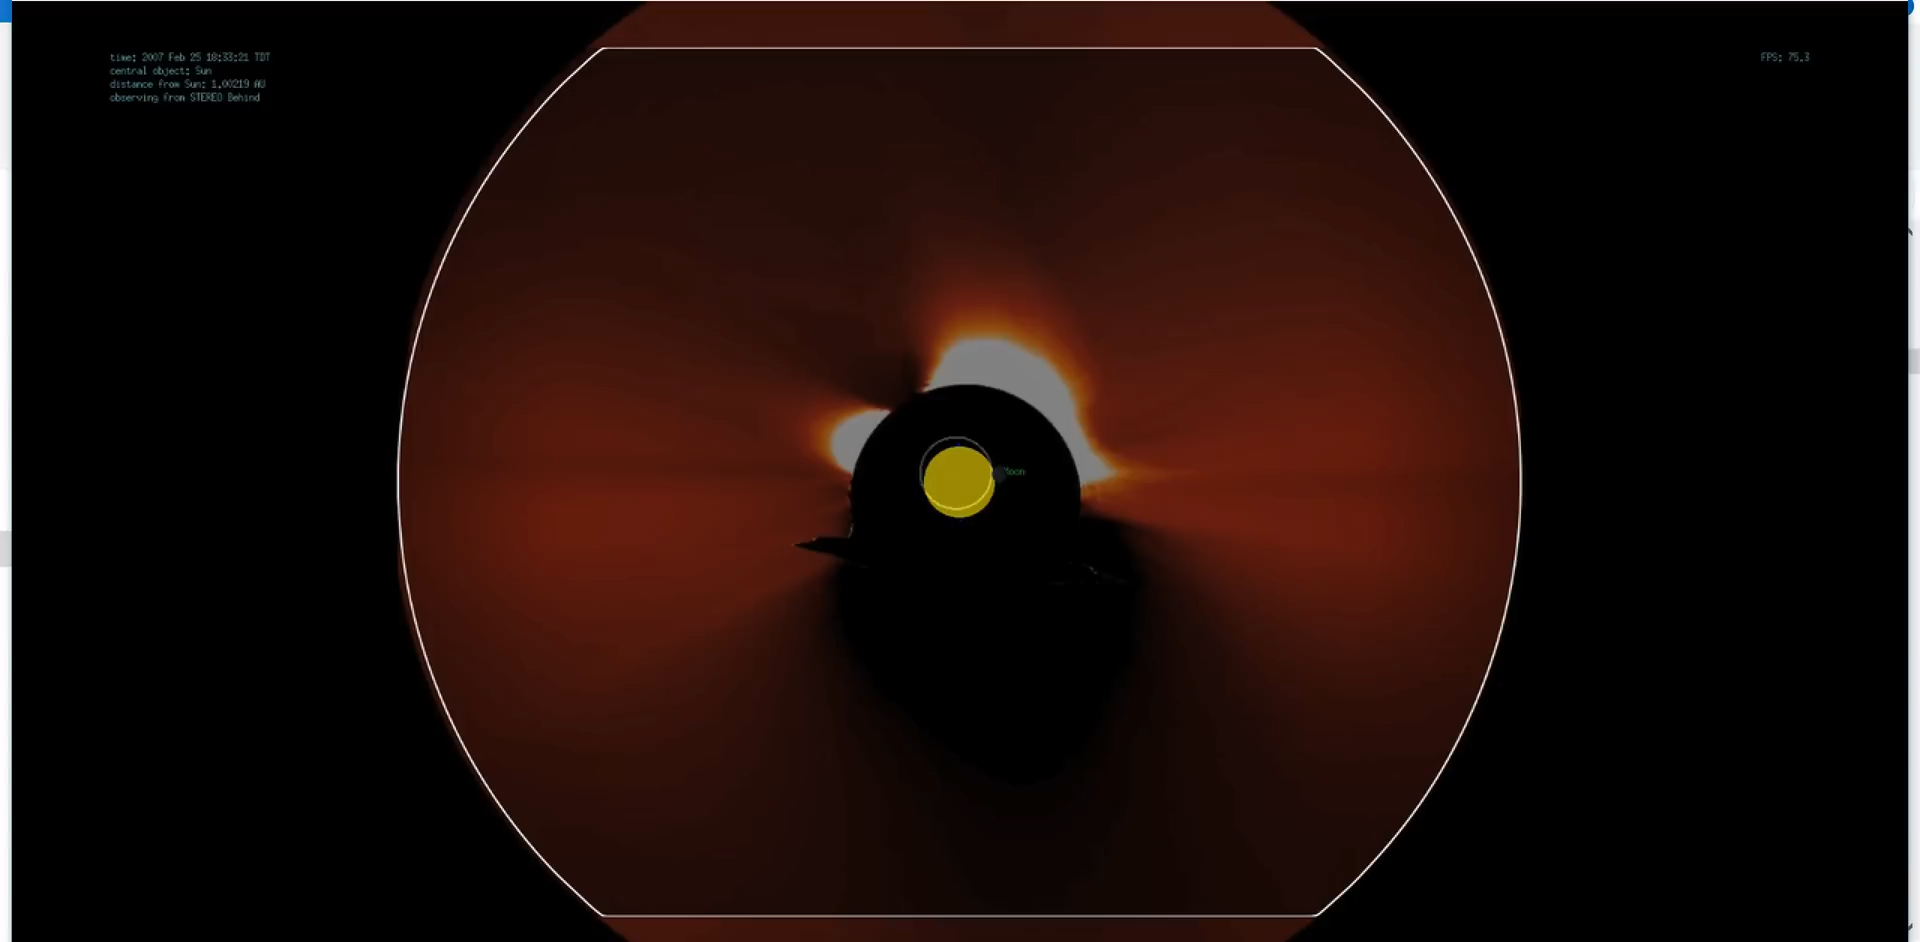 time: 2007 Feb 25 18:33:21 TDT
central object: Sun
distance from Sun: 1.00219 AU
observing from STEREO Behind
FPS: 75.3
Moon